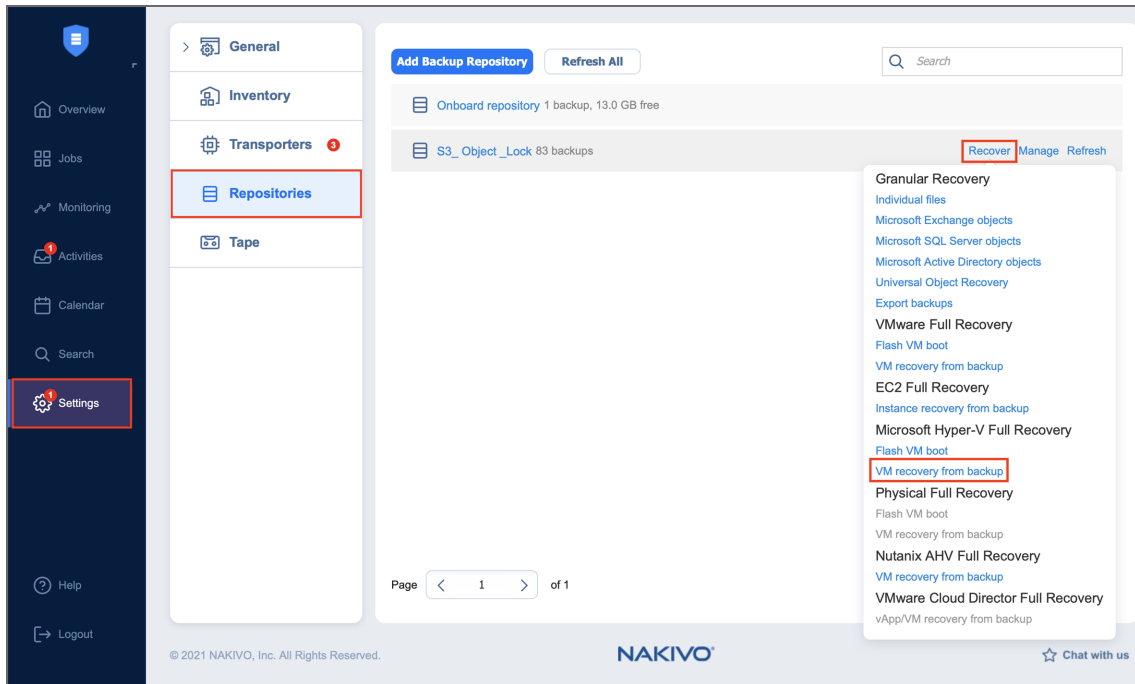 Overview
Jobs
Monitoring
1
Activities
Calendar
Search
1
Settings
Help
Logout
General
Inventory
Transporters 3
Repositories
Tape
Add Backup Repository Refresh All Search
Onboard repository 1 backup, 13.0 GB free
S3_ Object _Lock 83 backups Recover Manage Refresh
Granular Recovery
Individual files
Microsoft Exchange objects
Microsoft SQL Server objects
Microsoft Active Directory objects
Universal Object Recovery
Export backups
VMware Full Recovery
Flash VM boot
VM recovery from backup
EC2 Full Recovery
Instance recovery from backup
Microsoft Hyper-V Full Recovery
Flash VM boot
VM recovery from backup
Physical Full Recovery
Flash VM boot
VM recovery from backup
Nutanix AHV Full Recovery
VM recovery from backup
VMware Cloud Director Full Recovery
vApp/VM recovery from backup
Page 1 of 1
© 2021 NAKIVO, Inc. All Rights Reserved. NAKIVO Chat with us